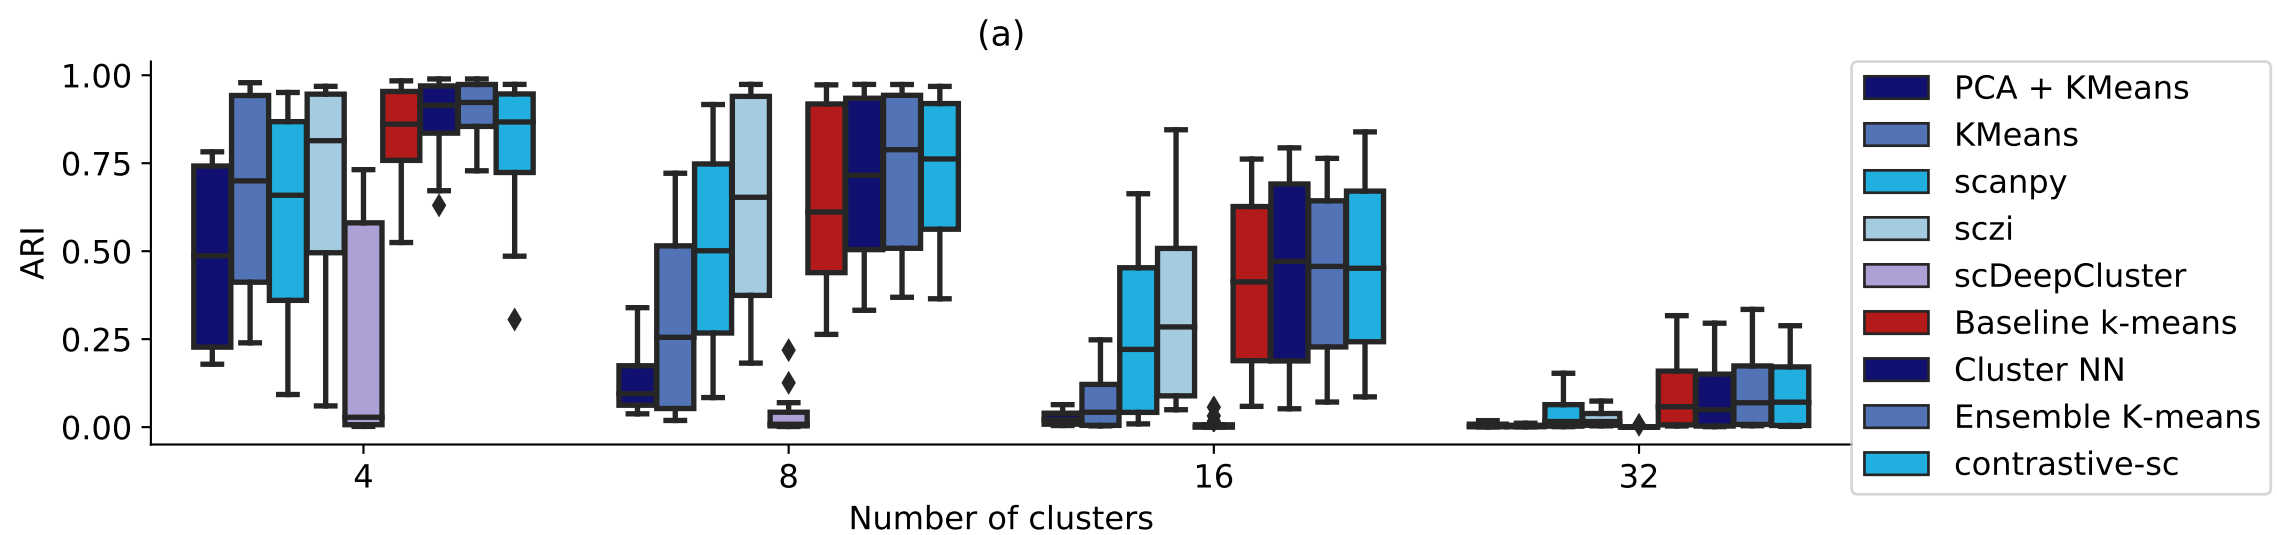 (a)
1.00
0.75
0.50
0.25
0.00
ARI
4
8
16
32
Number of clusters
PCA + KMeans
KMeans
scanpy
sczi
scDeepCluster
Baseline k-means
Cluster NN
Ensemble K-means
contrastive-sc